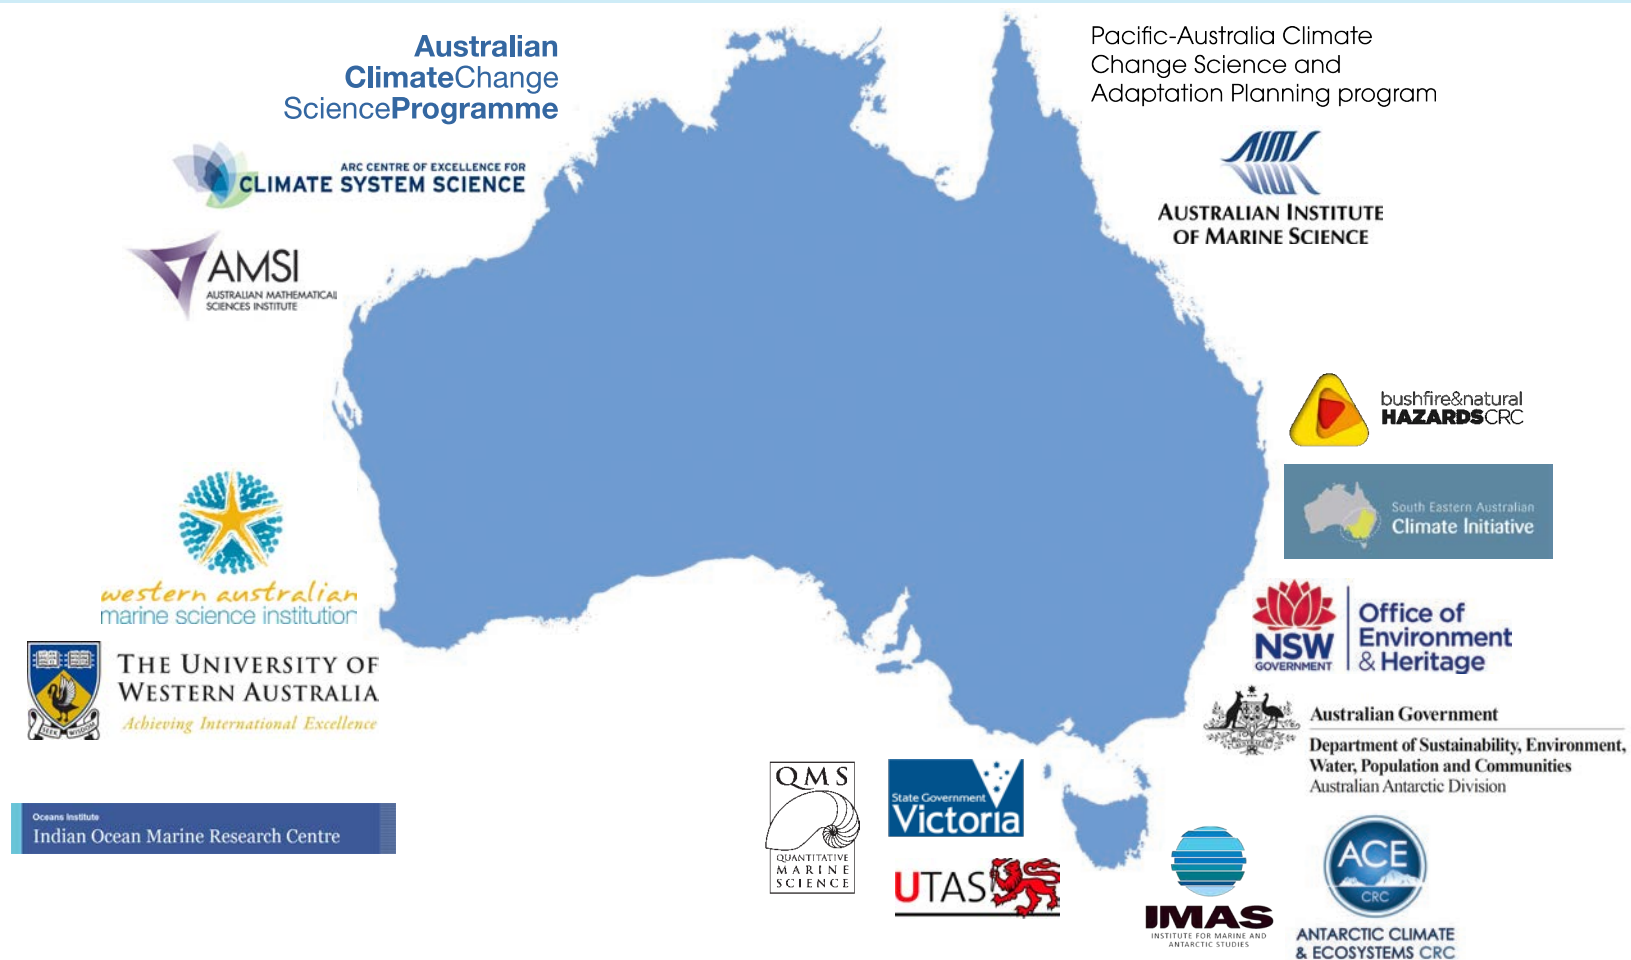 Australian
ClimateChange
ScienceProgramme
Pacific-Australia Climate
Change Science and
Adaptation Planning program
ARC CENTRE OF EXCELLENCE FOR
CLIMATE SYSTEM SCIENCE
AIMS
AUSTRALIAN INSTITUTE
OF MARINE SCIENCE
AMSI
AUSTRALIAN MATHEMATICAL
SCIENCES INSTITUTE
bushfire&natural
HAZARDSCRC
South Eastern Australian
Climate Initiative
western australian
marine science institution
NSW
GOVERNMENT
Office of
Environment
& Heritage
THE UNIVERSITY OF
WESTERN AUSTRALIA
Achieving International Excellence
SEEK WISDOM
Australian Government
Department of Sustainability, Environment,
Water, Population and Communities
Australian Antarctic Division
Oceans Institute
Indian Ocean Marine Research Centre
QMS
QUANTITATIVE
MARINE
SCIENCE
State Government
Victoria
UTAS
IMAS
INSTITUTE FOR MARINE AND
ANTARCTIC STUDIES
ACE
CRC
ANTARCTIC CLIMATE
& ECOSYSTEMS CRC